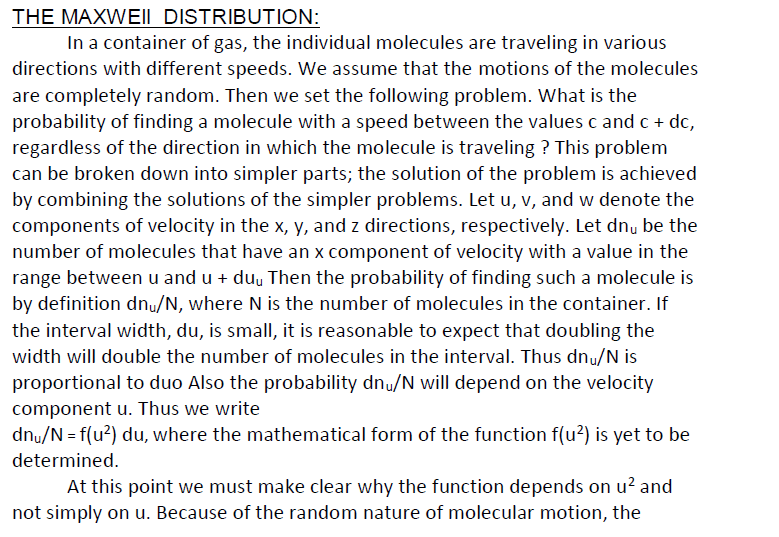 THE MAXWEll DISTRIBUTION:
In a container of gas, the individual molecules are traveling in various
directions with different speeds. We assume that the motions of the molecules
are completely random. Then we set the following problem. What is the
probability of finding a molecule with a speed between the values c and c + dc,
regardless of the direction in which the molecule is traveling ? This problem
can be broken down into simpler parts; the solution of the problem is achieved
by combining the solutions of the simpler problems. Let u, v, and w denote the
components of velocity in the x, y, and z directions, respectively. Let dnᵤ be the
number of molecules that have an x component of velocity with a value in the
range between u and u + duᵤ Then the probability of finding such a molecule is
by definition dnᵤ/N, where N is the number of molecules in the container. If
the interval width, du, is small, it is reasonable to expect that doubling the
width will double the number of molecules in the interval. Thus dnᵤ/N is
proportional to duo Also the probability dnᵤ/N will depend on the velocity
component u. Thus we write
dnᵤ/N = f(u²) du, where the mathematical form of the function f(u²) is yet to be
determined.
At this point we must make clear why the function depends on u² and
not simply on u. Because of the random nature of molecular motion, the